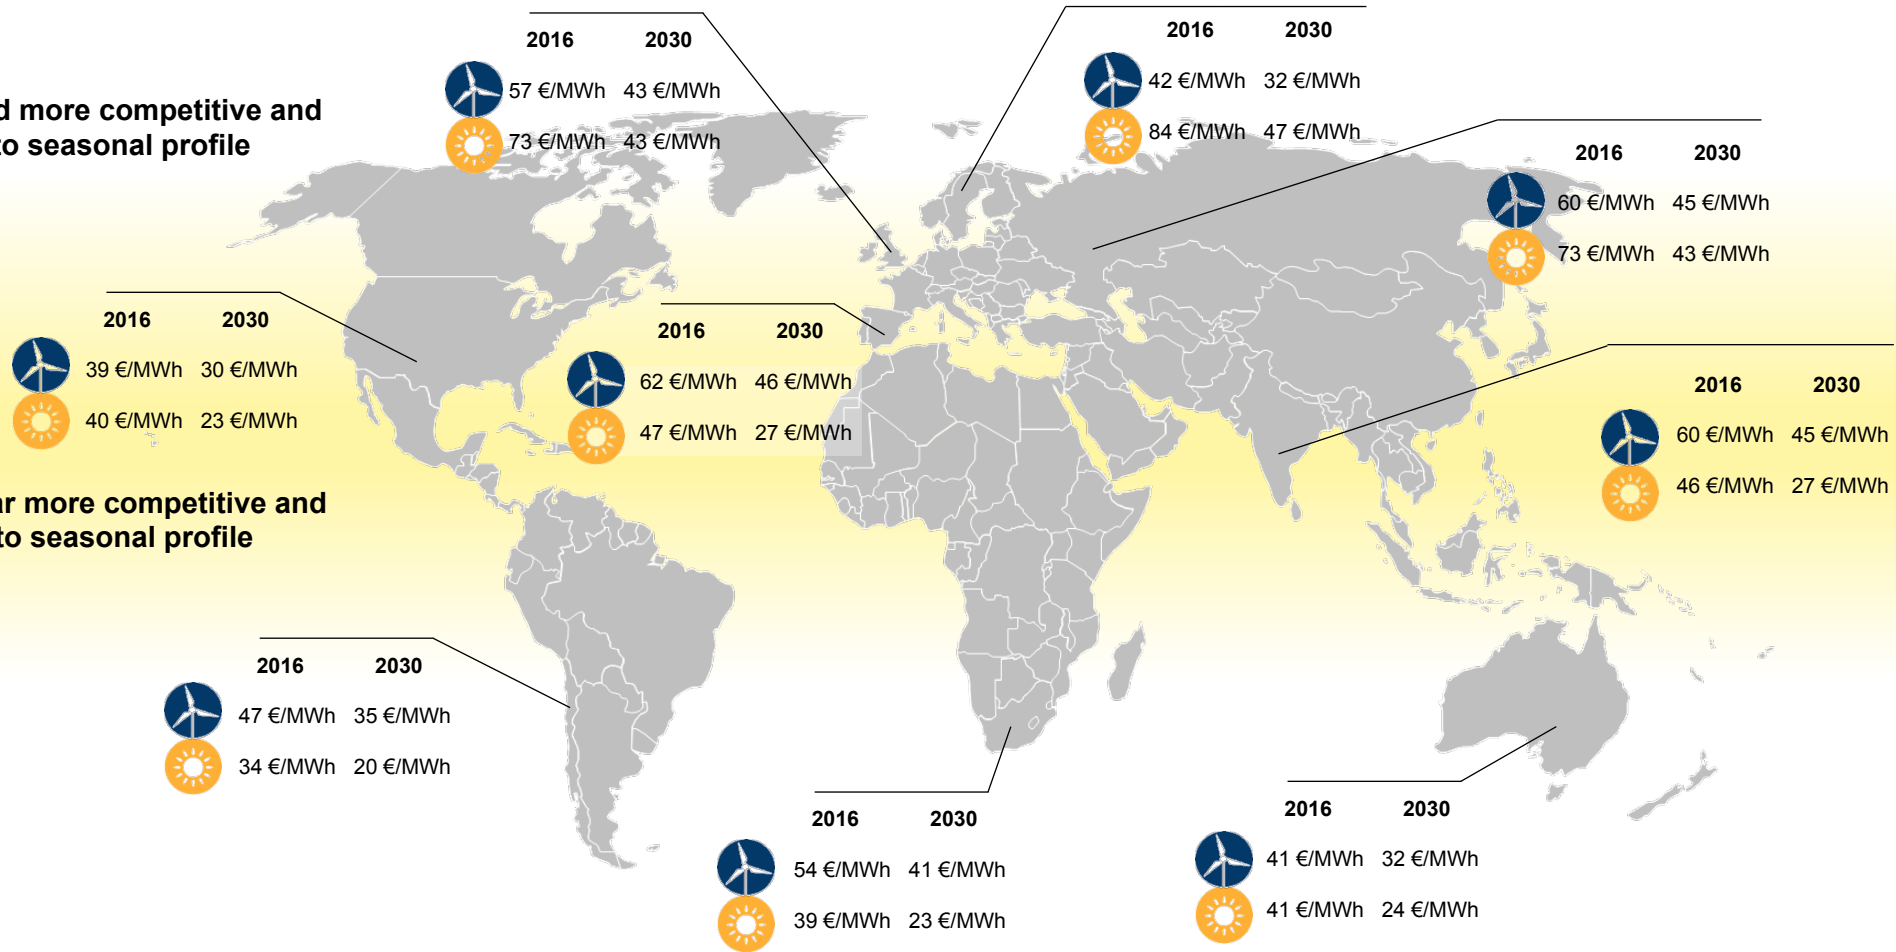 2016 2030
57 €/MWh 43 €/MWh
73 €/MWh 43 €/MWh
2016 2030
42 €/MWh 32 €/MWh
84 €/MWh 47 €/MWh
more competitive and
to seasonal profile
2016 2030
60 €/MWh 45 €/MWh
73 €/MWh 43 €/MWh
2016 2030
39 €/MWh 30 €/MWh
40 €/MWh 23 €/MWh
2016 2030
62 €/MWh 46 €/MWh
47 €/MWh 27 €/MWh
2016 2030
60 €/MWh 45 €/MWh
46 €/MWh 27 €/MWh
more competitive and
to seasonal profile
2016 2030
47 €/MWh 35 €/MWh
34 €/MWh 20 €/MWh
2016 2030
54 €/MWh 41 €/MWh
39 €/MWh 23 €/MWh
2016 2030
41 €/MWh 32 €/MWh
41 €/MWh 24 €/MWh